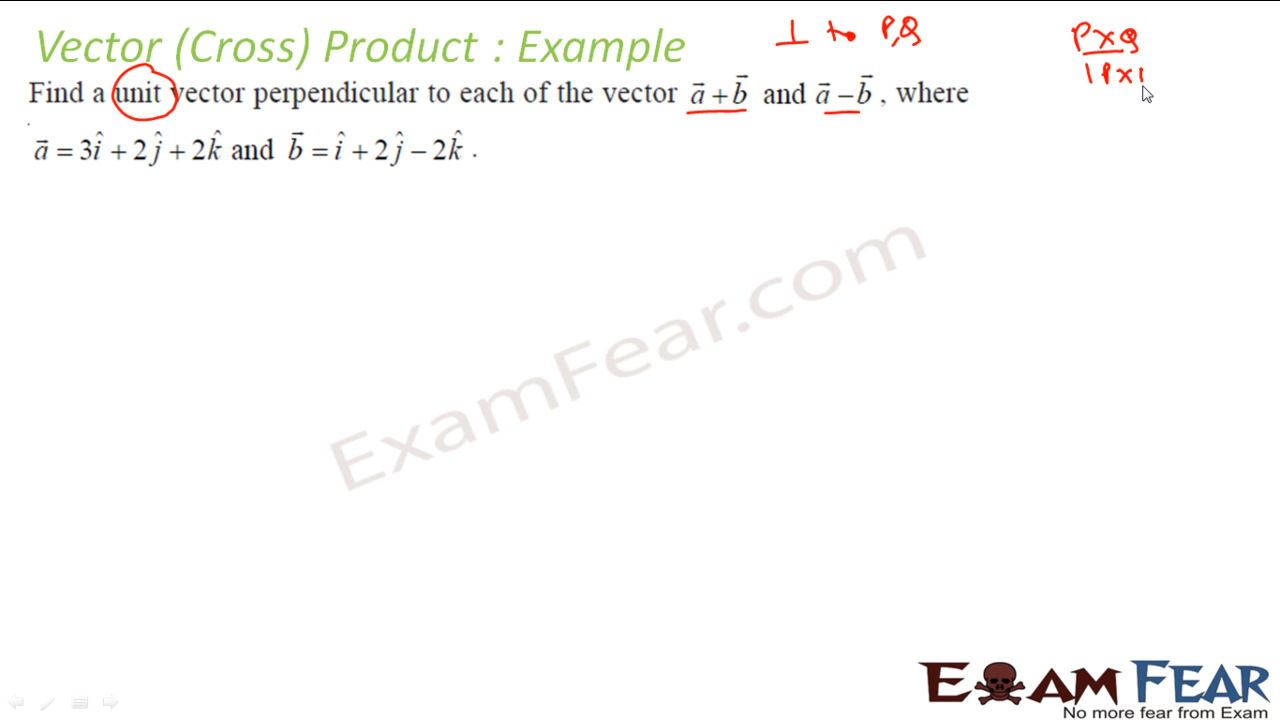 Vector (Cross) Product : Example
⊥ to P,Q
P×Q
|P×|
Find a unit vector perpendicular to each of the vector a⃗ + b⃗ and a⃗ − b⃗ , where
a⃗ = 3î + 2ĵ + 2k̂ and b⃗ = î + 2ĵ − 2k̂ .
ExamFear.com
EXAM FEAR
No more fear from Exam